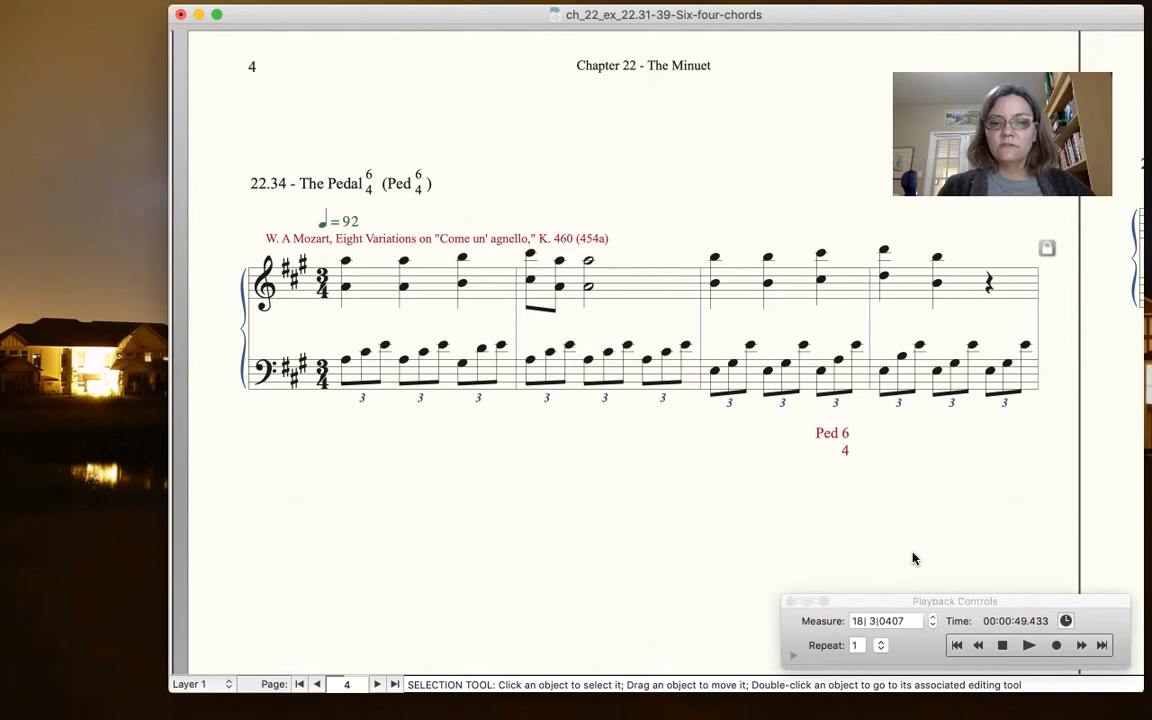 ch_22_ex_22.31-39-Six-four-chords
4
Chapter 22 - The Minuet
22.34 - The Pedal 6 4 (Ped 6 4 )
= 92
W. A Mozart, Eight Variations on "Come un' agnello," K. 460 (454a)
3 4
3 4
3 3 3 3 3 3 3 3 3 3 3 3
Ped 6
4
Playback Controls
Measure: 18| 3|0407 Time: 00:00:49.433
Repeat: 1
Layer 1 Page: 4 SELECTION TOOL: Click an object to select it; Drag an object to move it; Double-click an object to go to its associated editing tool